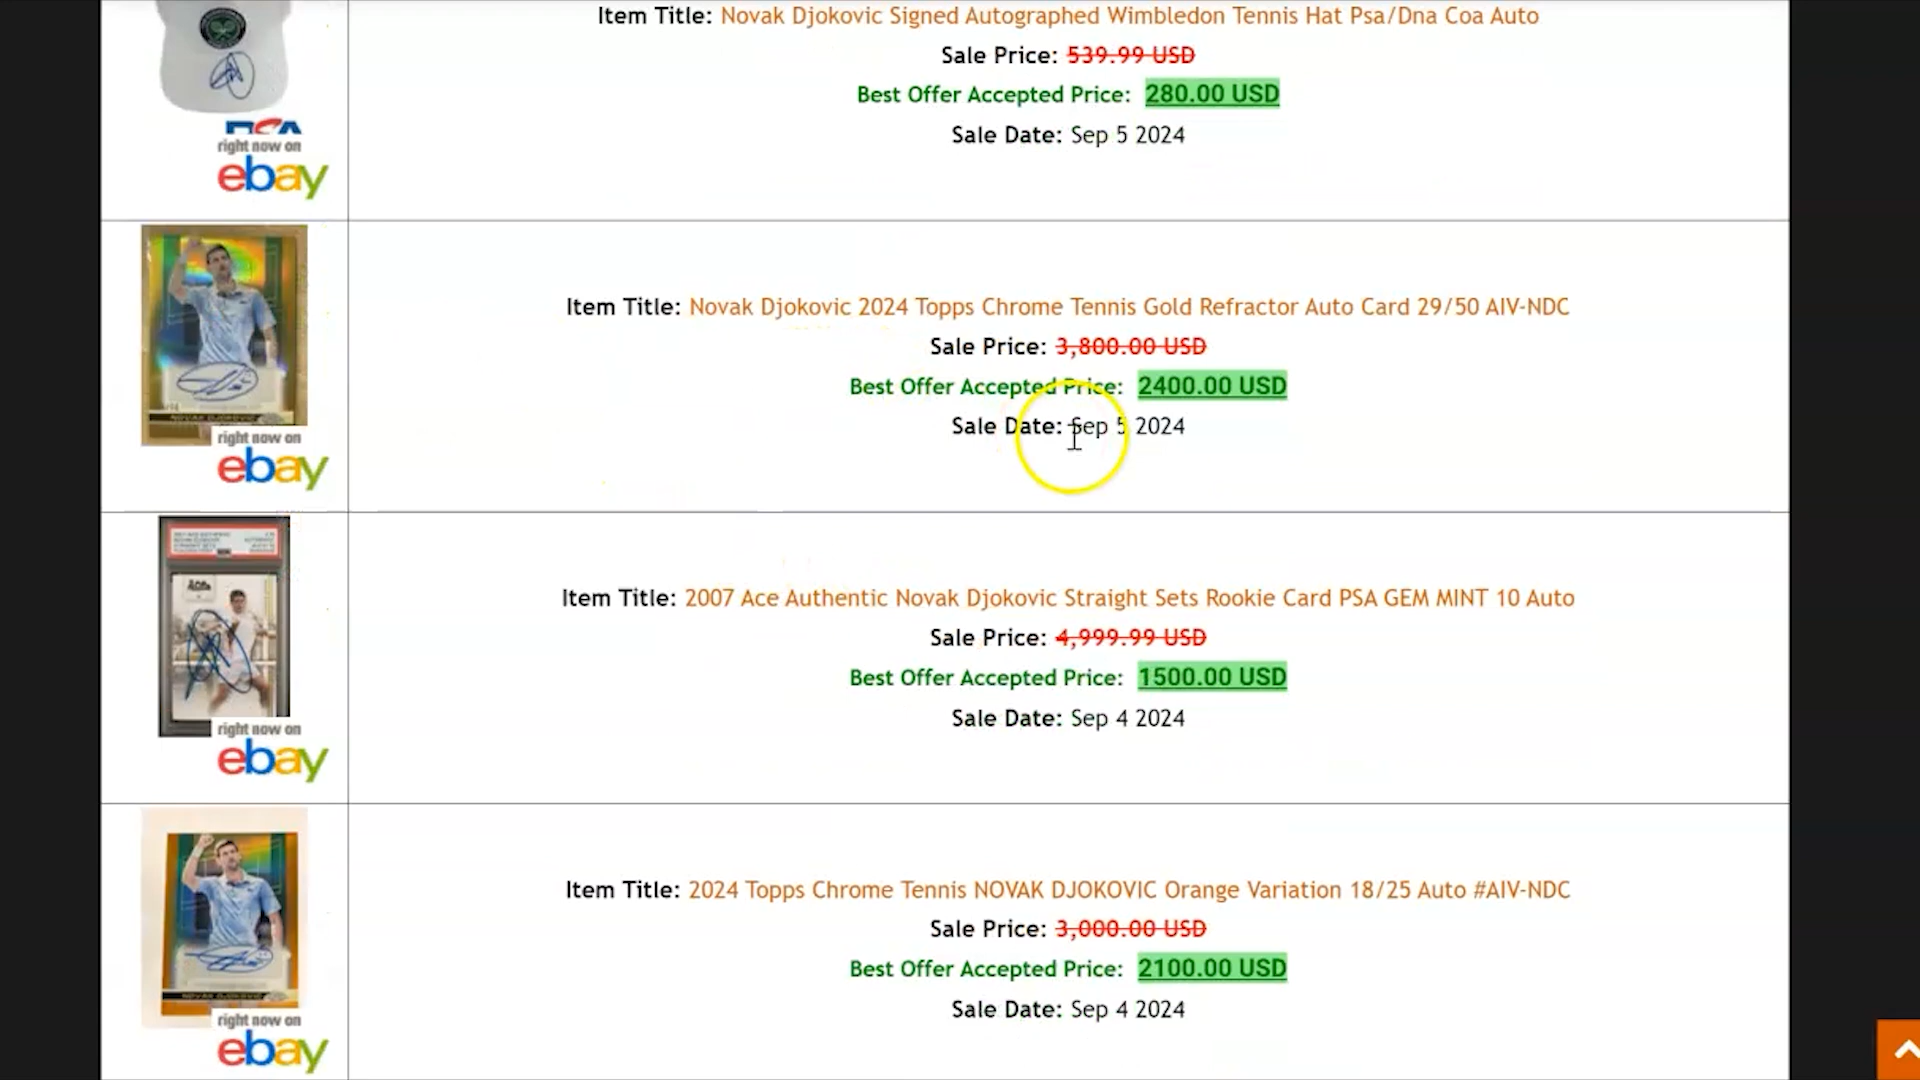 Item Title: Novak Djokovic Signed Autographed Wimbledon Tennis Hat Psa/Dna Coa Auto
Sale Price: 539.99 USD
Best Offer Accepted Price: 280.00 USD
Sale Date: Sep 5 2024
PSA
right now on
ebay
Item Title: Novak Djokovic 2024 Topps Chrome Tennis Gold Refractor Auto Card 29/50 AIV-NDC
Sale Price: 3,800.00 USD
Best Offer Accepted Price: 2400.00 USD
Sale Date: Sep 5 2024
NOVAK DJOKOVIC
right now on
ebay
Item Title: 2007 Ace Authentic Novak Djokovic Straight Sets Rookie Card PSA GEM MINT 10 Auto
Sale Price: 4,999.99 USD
Best Offer Accepted Price: 1500.00 USD
Sale Date: Sep 4 2024
right now on
ebay
Item Title: 2024 Topps Chrome Tennis NOVAK DJOKOVIC Orange Variation 18/25 Auto #AIV-NDC
Sale Price: 3,000.00 USD
Best Offer Accepted Price: 2100.00 USD
Sale Date: Sep 4 2024
NOVAK DJOKOVIC
right now on
ebay